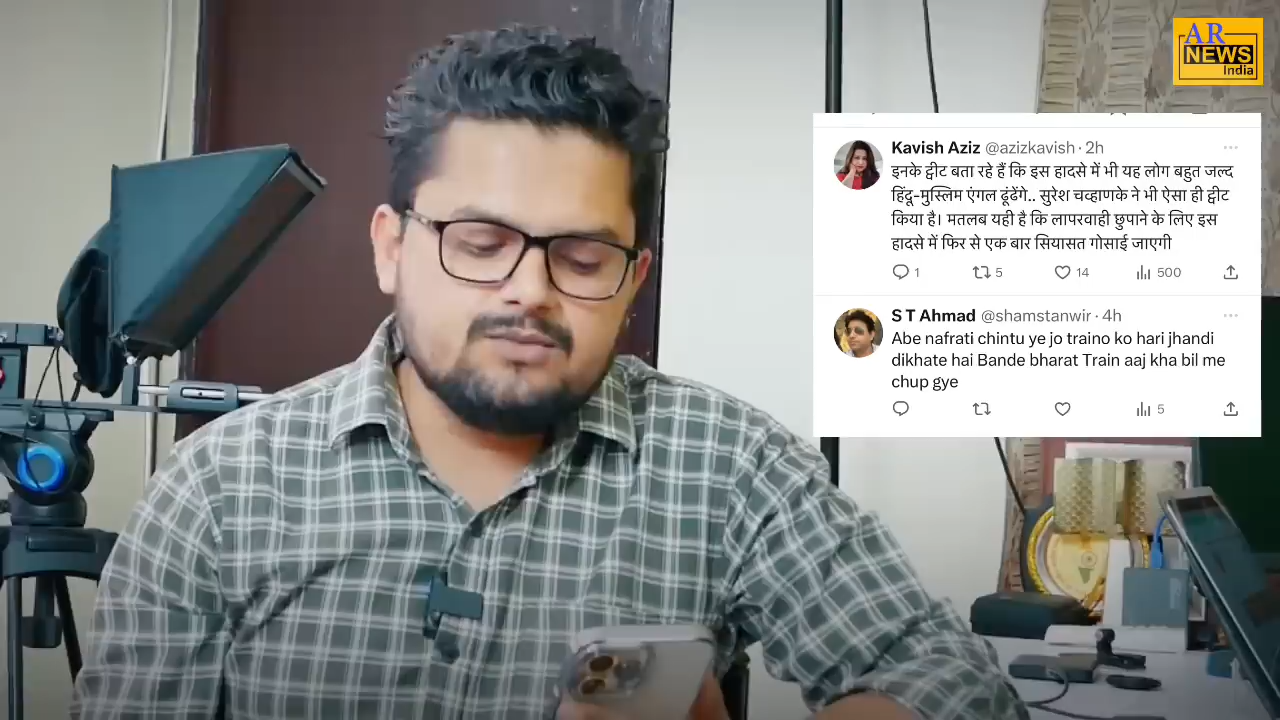 AR
NEWS
India
Kavish Aziz @azizkavish · 2h
इनके ट्वीट बता रहे हैं कि इस हादसे में भी यह लोग बहुत जल्द
हिंदू-मुस्लिम एंगल ढूंढेंगे.. सुरेश चव्हाणके ने भी ऐसा ही ट्वीट
किया है। मतलब यही है कि लापरवाही छुपाने के लिए इस
हादसे में फिर से एक बार सियासत गोसाई जाएगी
1 5 14 500
S T Ahmad @shamstanwir · 4h
Abe nafrati chintu ye jo traino ko hari jhandi
dikhate hai Bande bharat Train aaj kha bil me
chup gye
5